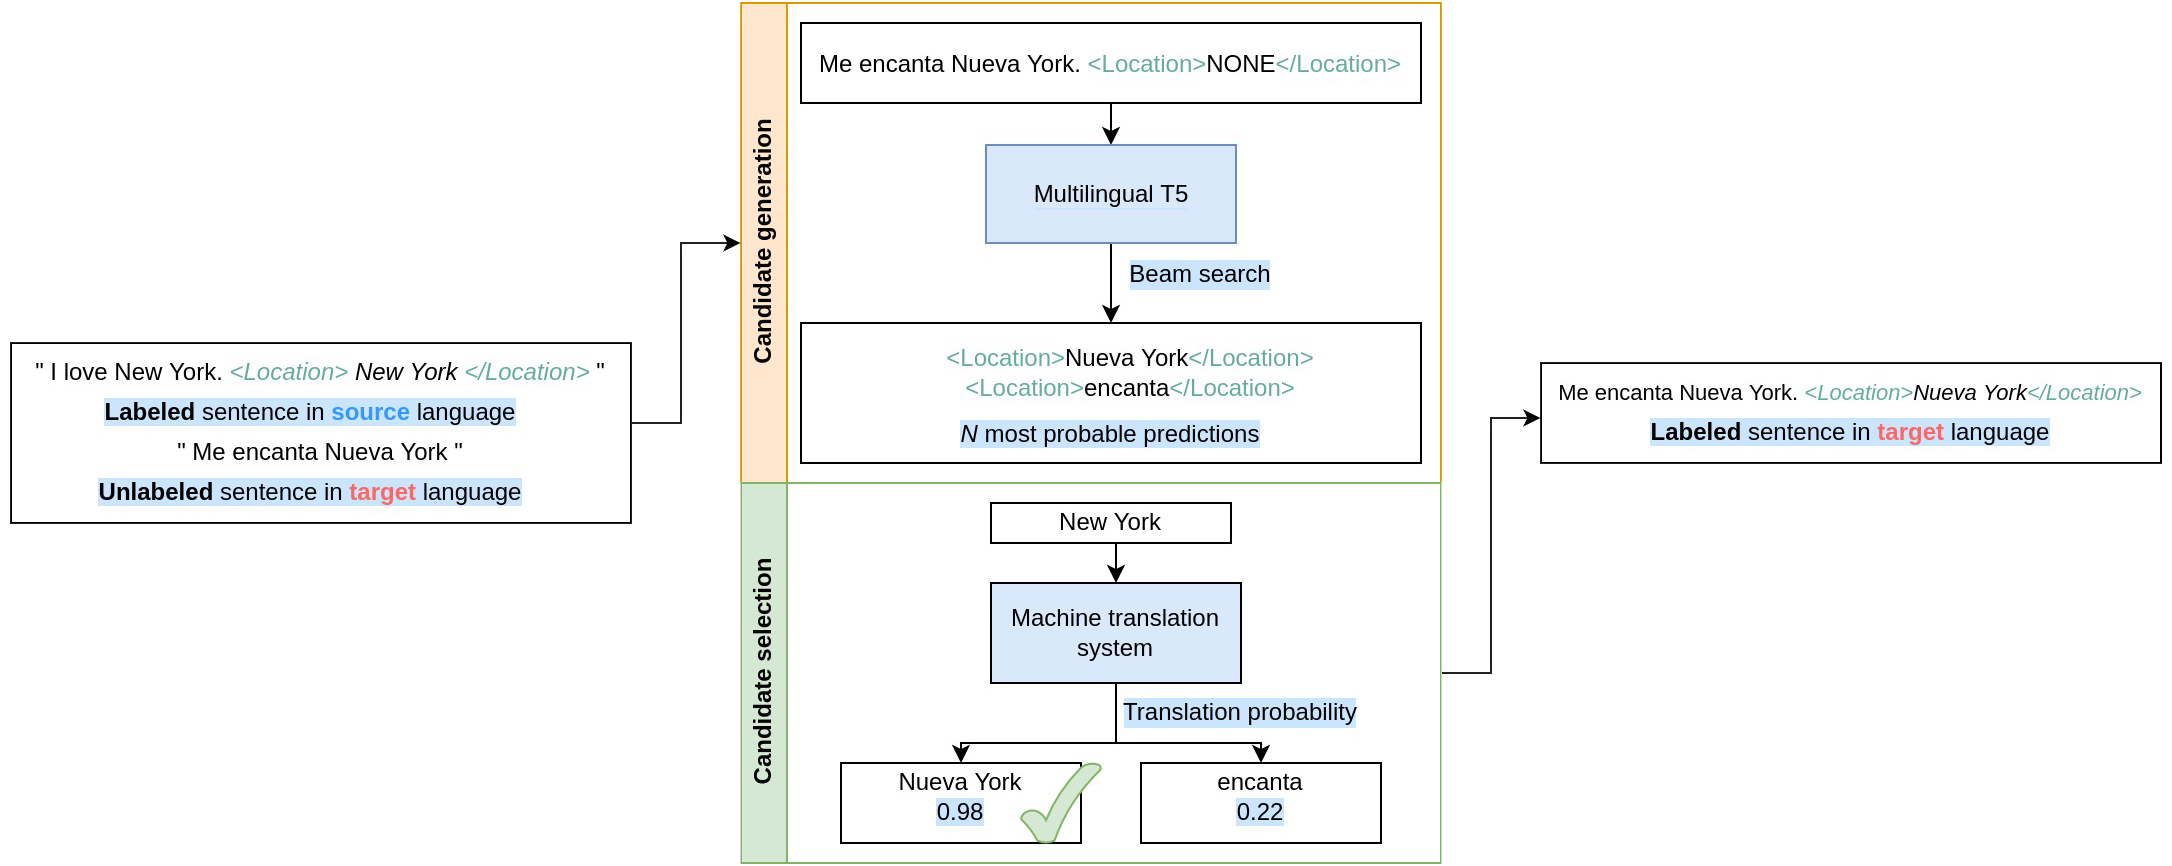 " I love New York. <Location> New York </Location> "
Labeled sentence in source language
" Me encanta Nueva York "
Unlabeled sentence in target language
Candidate generation
Me encanta Nueva York. <Location>NONE</Location>
Multilingual T5
Beam search
<Location>Nueva York</Location>
<Location>encanta</Location>
N most probable predictions
Candidate selection
New York
Machine translation
system
Translation probability
Nueva York
0.98
encanta
0.22
Me encanta Nueva York. <Location>Nueva York</Location>
Labeled sentence in target language